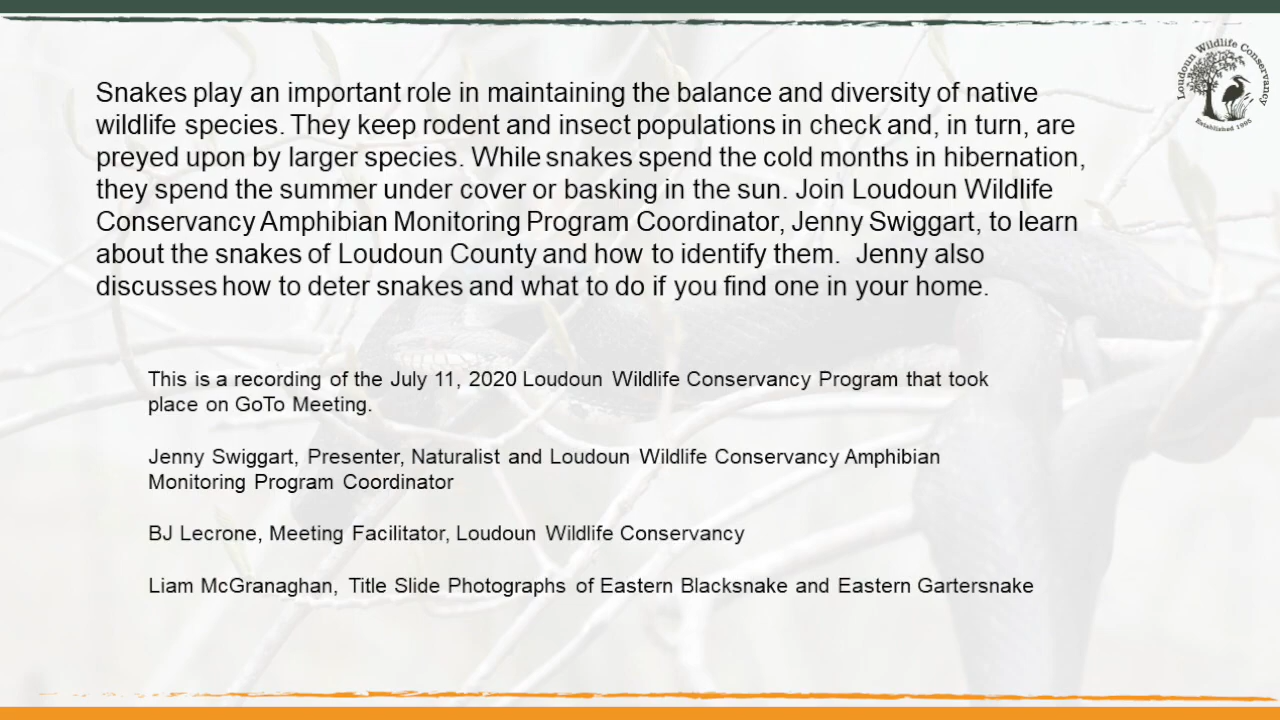 Loudoun Wildlife Conservancy
Established 1995
Snakes play an important role in maintaining the balance and diversity of native
wildlife species. They keep rodent and insect populations in check and, in turn, are
preyed upon by larger species. While snakes spend the cold months in hibernation,
they spend the summer under cover or basking in the sun. Join Loudoun Wildlife
Conservancy Amphibian Monitoring Program Coordinator, Jenny Swiggart, to learn
about the snakes of Loudoun County and how to identify them. Jenny also
discusses how to deter snakes and what to do if you find one in your home.
This is a recording of the July 11, 2020 Loudoun Wildlife Conservancy Program that took
place on GoTo Meeting.
Jenny Swiggart, Presenter, Naturalist and Loudoun Wildlife Conservancy Amphibian
Monitoring Program Coordinator
BJ Lecrone, Meeting Facilitator, Loudoun Wildlife Conservancy
Liam McGranaghan, Title Slide Photographs of Eastern Blacksnake and Eastern Gartersnake